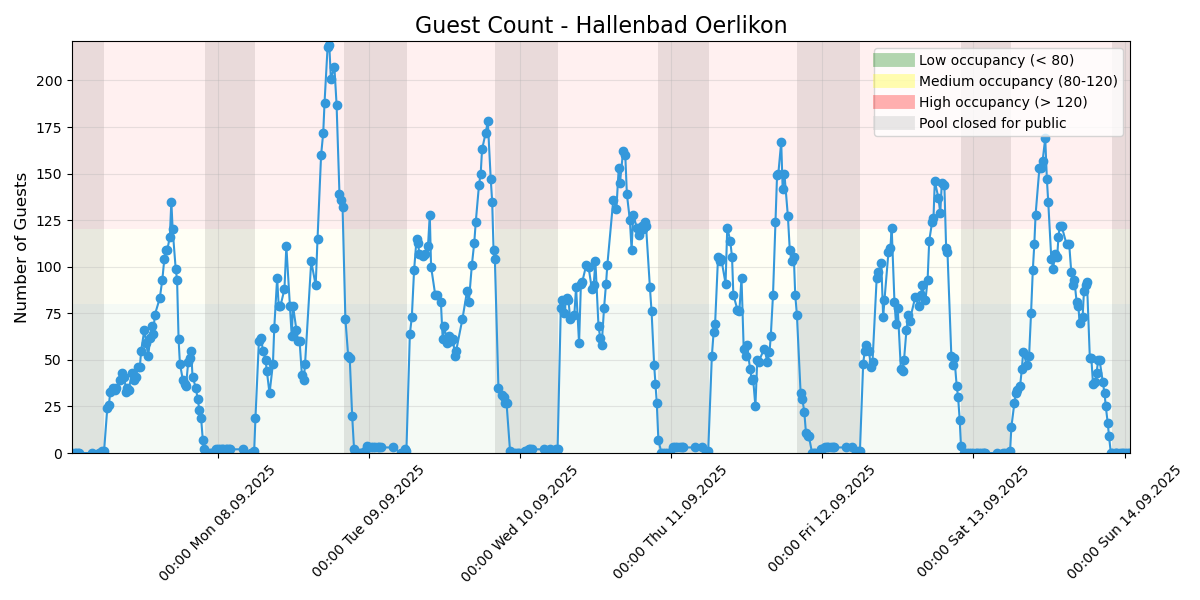 Guest Count - Hallenbad Oerlikon
Number of Guests
200
175
150
125
100
75
50
25
0
Low occupancy (< 80)
Medium occupancy (80-120)
High occupancy (> 120)
Pool closed for public
00:00 Mon 08.09.2025
00:00 Tue 09.09.2025
00:00 Wed 10.09.2025
00:00 Thu 11.09.2025
00:00 Fri 12.09.2025
00:00 Sat 13.09.2025
00:00 Sun 14.09.2025